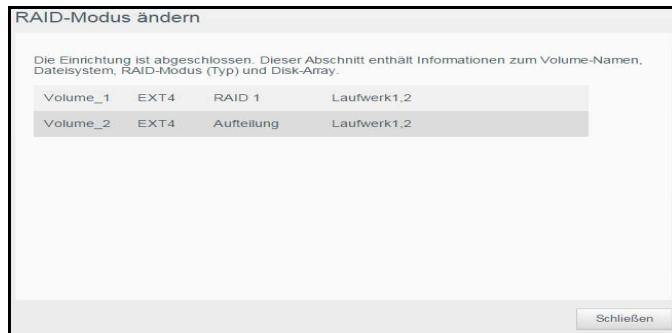 RAID-Modus ändern
Die Einrichtung ist abgeschlossen. Dieser Abschnitt enthält Informationen zum Volume-Namen,
Dateisystem, RAID-Modus (Typ) und Disk-Array.
Volume_1 EXT4 RAID 1 Laufwerk1,2
Volume_2 EXT4 Aufteilung Laufwerk1,2
Schließen